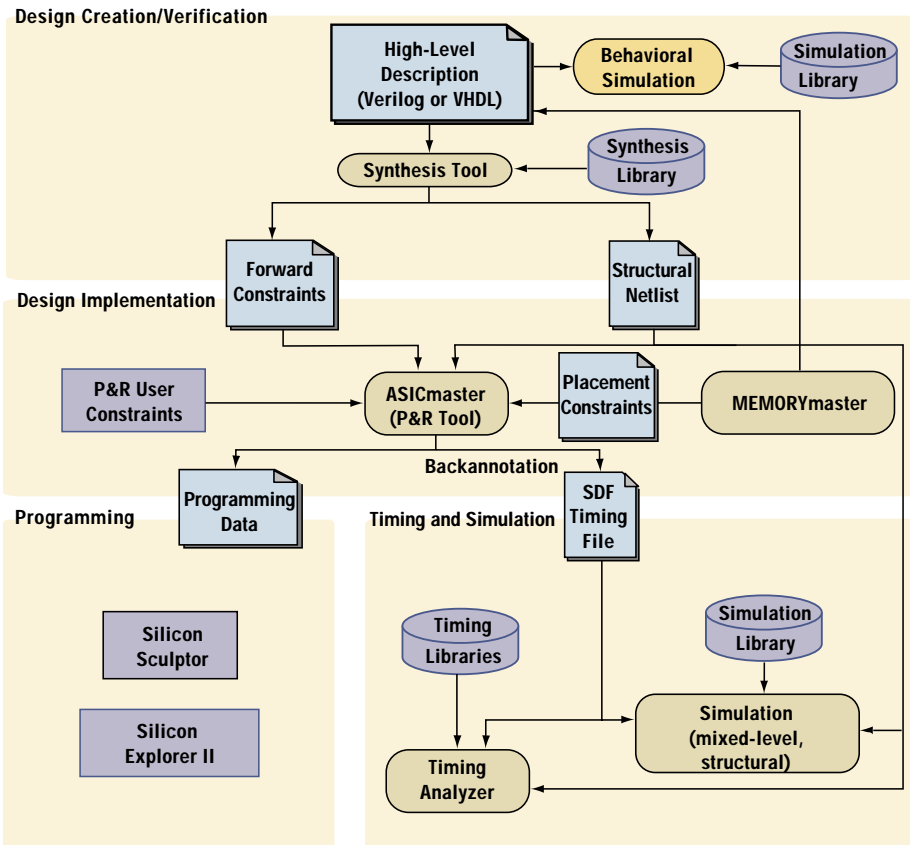 Design Creation/Verification
High-Level
Description
(Verilog or VHDL)
Behavioral
Simulation
Simulation
Library
Synthesis Tool
Synthesis
Library
Forward
Constraints
Structural
Netlist
Design Implementation
P&R User
Constraints
ASICmaster
(P&R Tool)
Placement
Constraints
MEMORYmaster
Backannotation
Programming
Data
SDF
Timing
File
Programming
Silicon
Sculptor
Silicon
Explorer II
Timing and Simulation
Timing
Libraries
Simulation
Library
Simulation
(mixed-level,
structural)
Timing
Analyzer